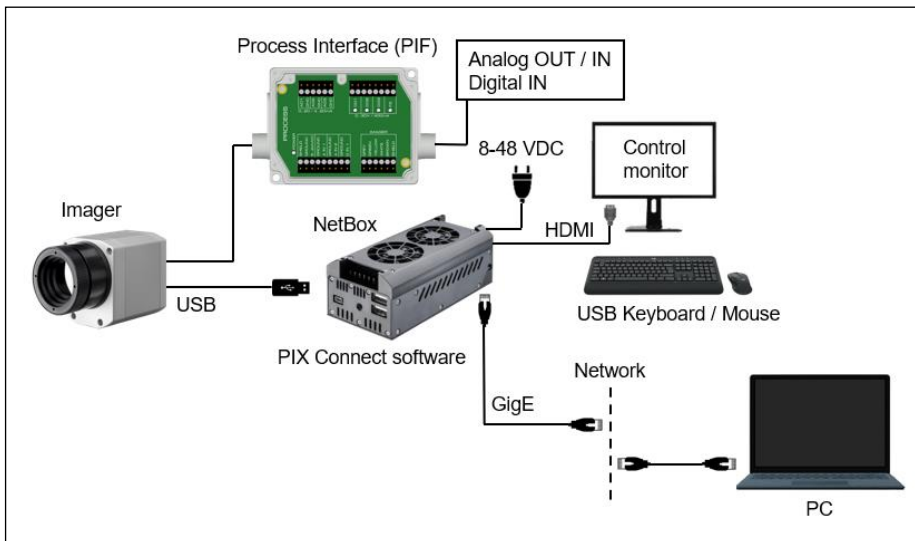 Process Interface (PIF)
Analog OUT / IN
Digital IN
8-48 VDC
Control
monitor
Imager
NetBox
HDMI
USB
USB Keyboard / Mouse
PIX Connect software
Network
GigE
PC
PROCESS